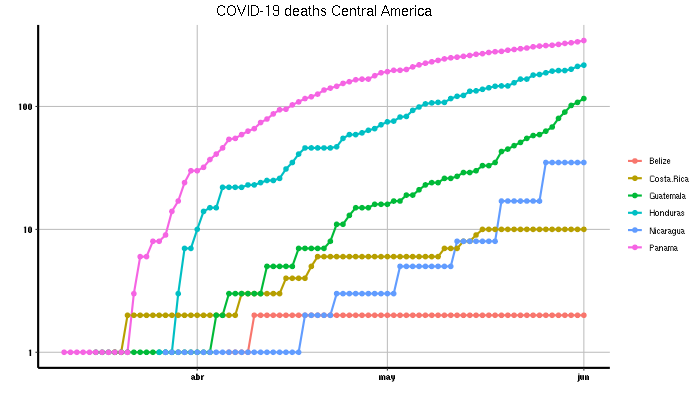 COVID-19 deaths Central America
100
10
1
abr may jun
Belize
Costa.Rica
Guatemala
Honduras
Nicaragua
Panama